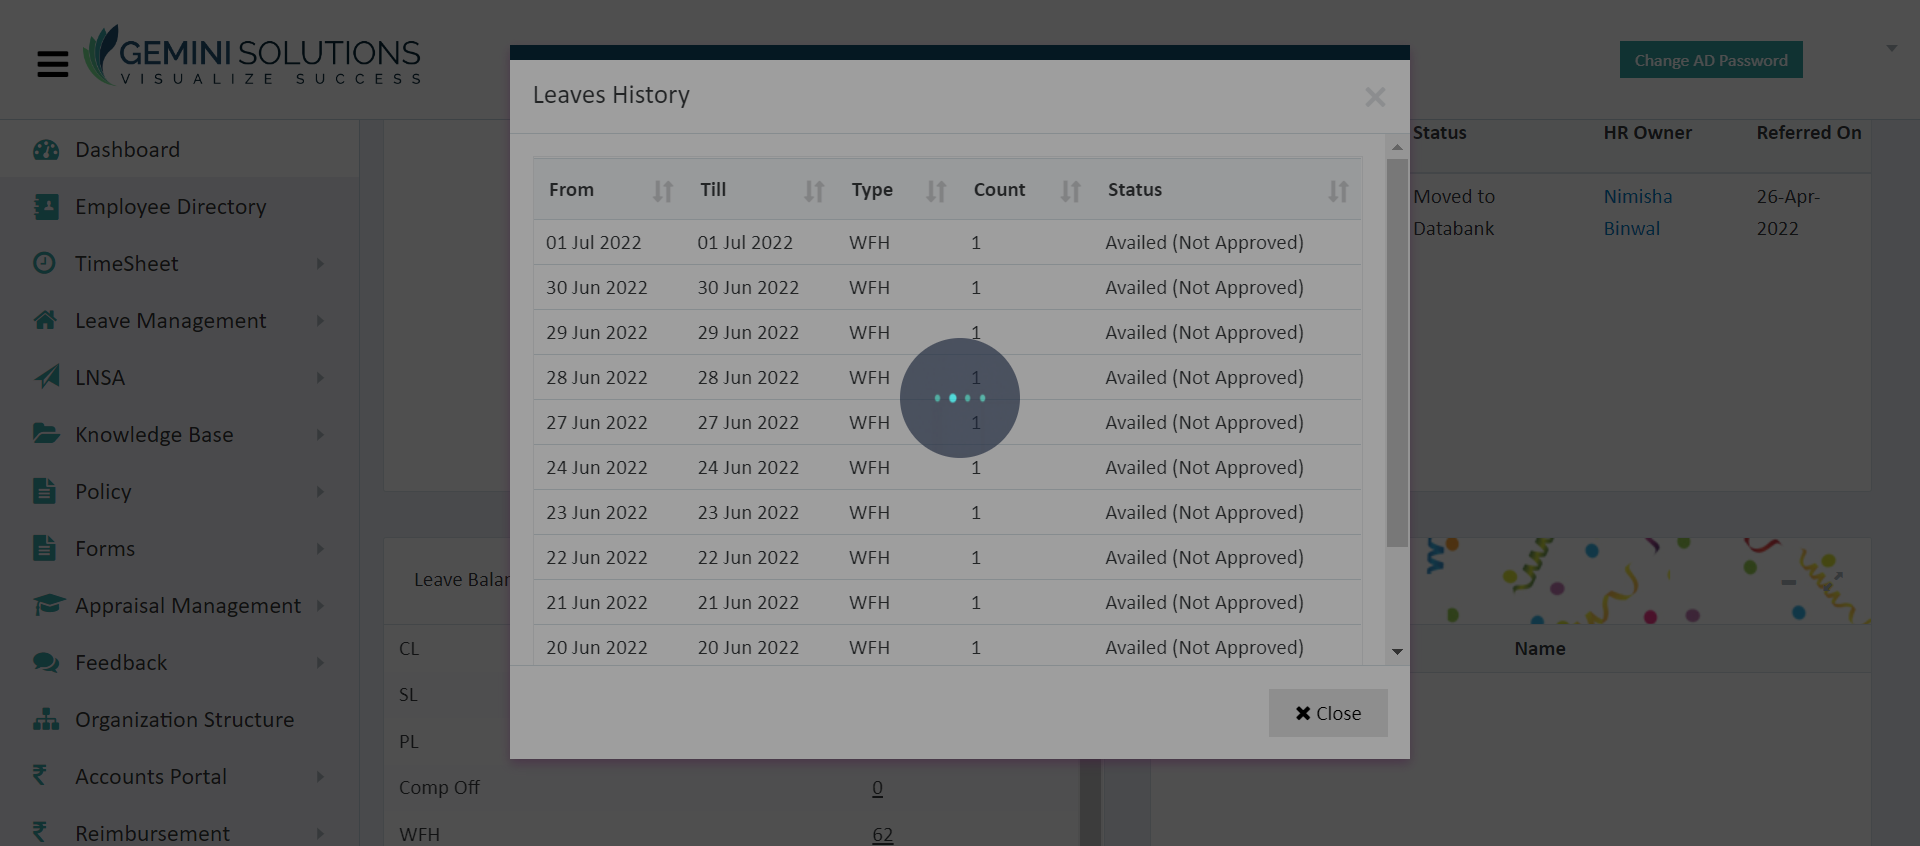 GEMINI SOLUTIONS
VISUALIZE SUCCESS
Change AD Password
Dashboard
Employee Directory
TimeSheet
Leave Management
LNSA
Knowledge Base
Policy
Forms
Appraisal Management
Feedback
Organization Structure
Accounts Portal
Reimbursement
Leaves History
From Till Type Count Status
01 Jul 2022 01 Jul 2022 WFH 1 Availed (Not Approved)
30 Jun 2022 30 Jun 2022 WFH 1 Availed (Not Approved)
29 Jun 2022 29 Jun 2022 WFH 1 Availed (Not Approved)
28 Jun 2022 28 Jun 2022 WFH 1 Availed (Not Approved)
27 Jun 2022 27 Jun 2022 WFH 1 Availed (Not Approved)
24 Jun 2022 24 Jun 2022 WFH 1 Availed (Not Approved)
23 Jun 2022 23 Jun 2022 WFH 1 Availed (Not Approved)
22 Jun 2022 22 Jun 2022 WFH 1 Availed (Not Approved)
21 Jun 2022 21 Jun 2022 WFH 1 Availed (Not Approved)
20 Jun 2022 20 Jun 2022 WFH 1 Availed (Not Approved)
Close
Status HR Owner Referred On
Moved to Nimisha 26-Apr-
Databank Binwal 2022
Leave Balan
CL
SL
PL
Comp Off 0
WFH 62
Name